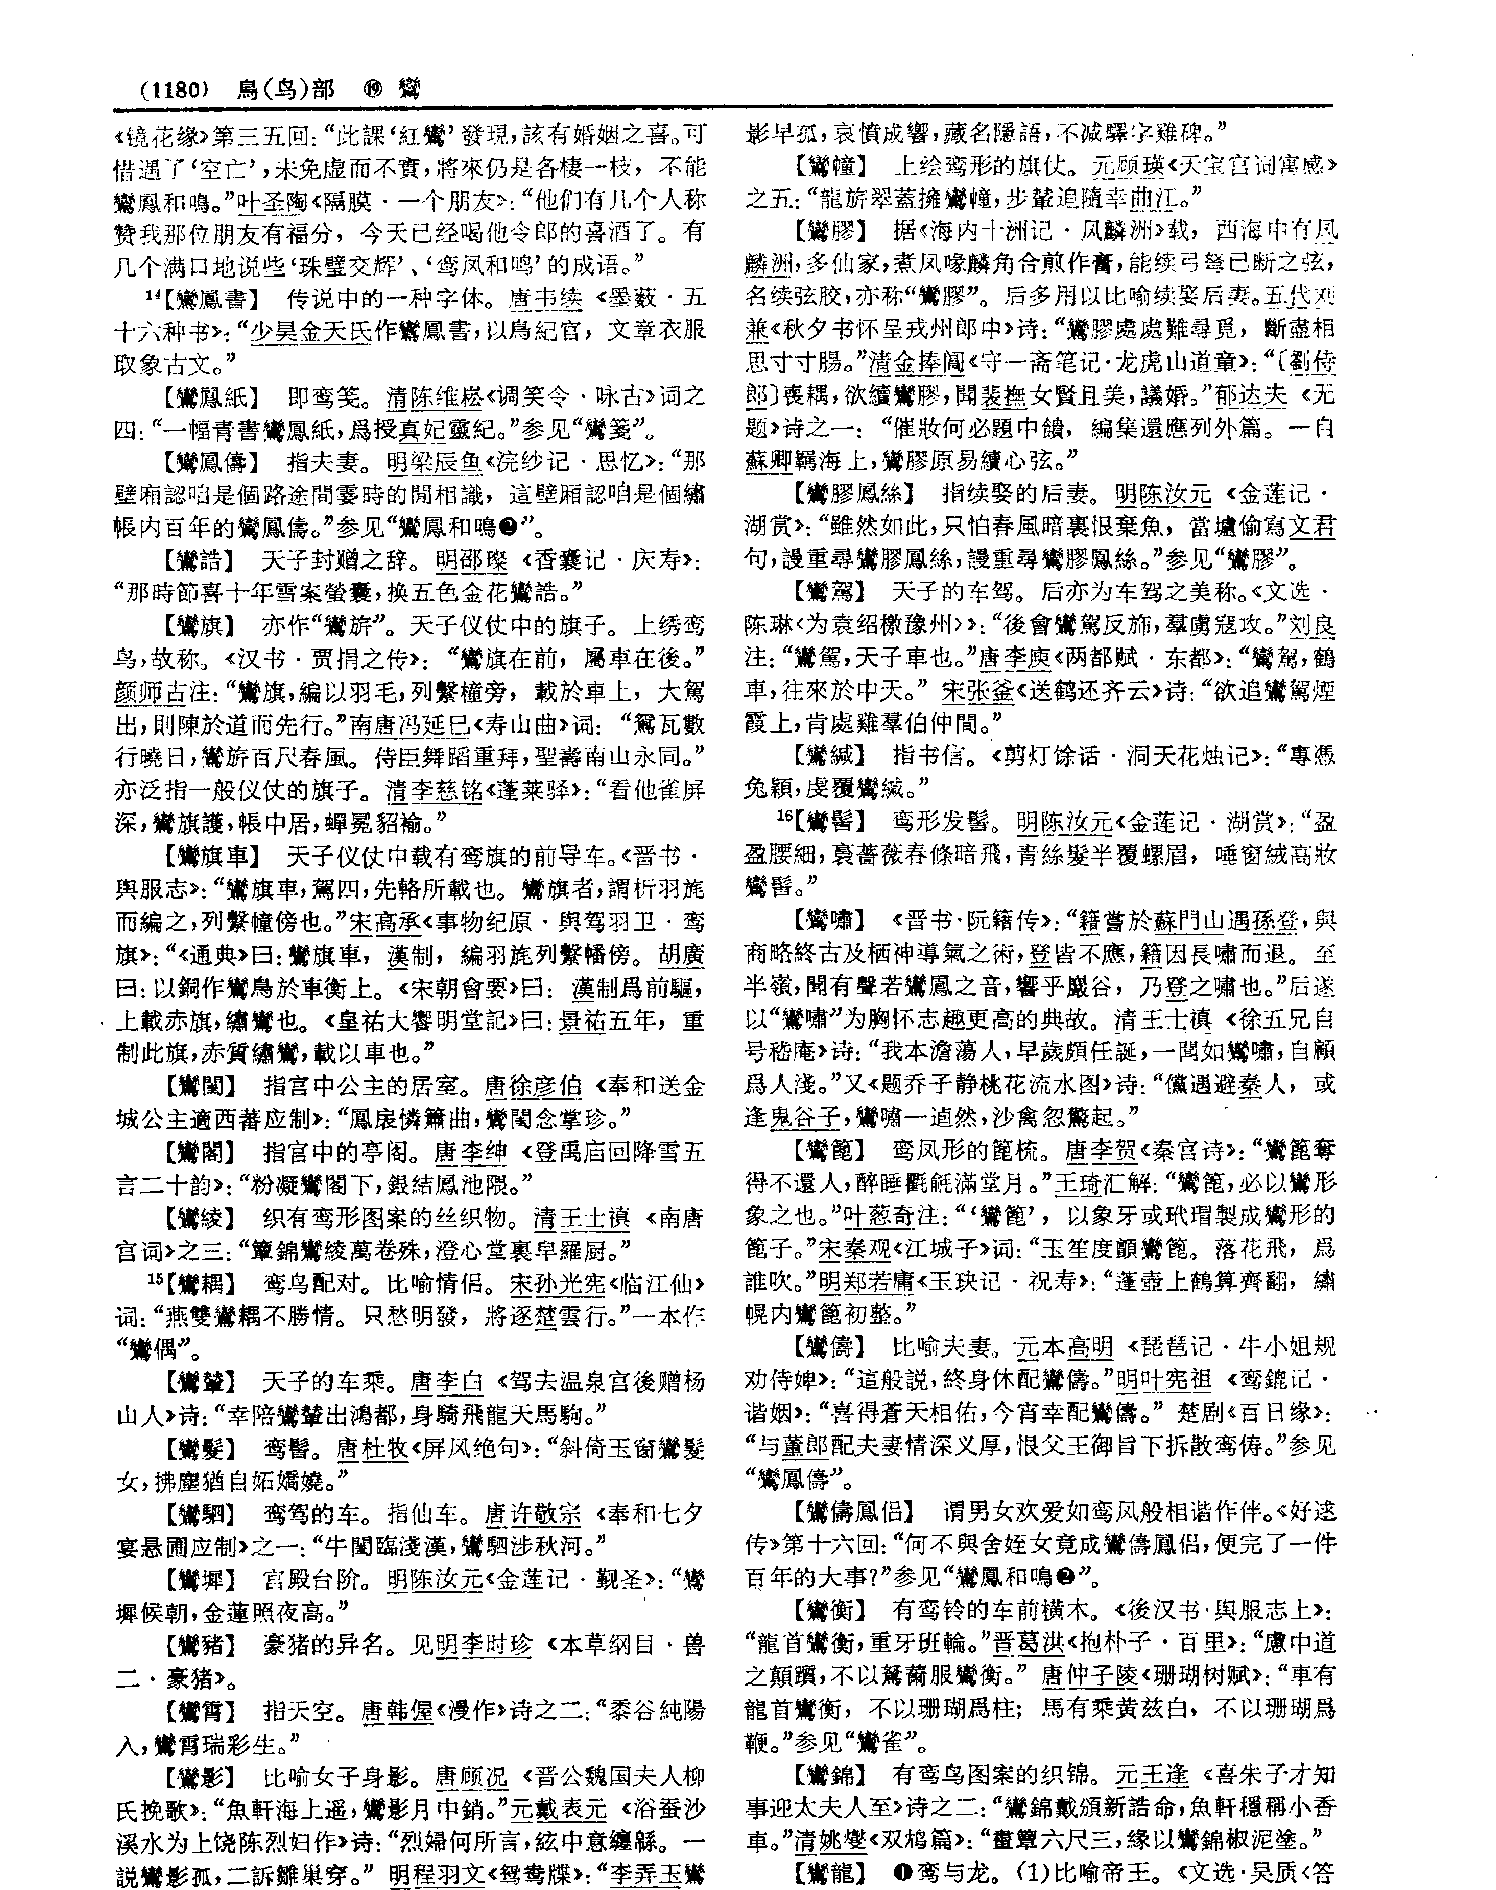 (1180) 鳥(鸟)部 ⑲ 鸞
《镜花缘》第三五回：“此課‘紅鸞’發現，該有婚姻之喜。可
惜遇了‘空亡’，未免虛而不實，將來仍是各棲一枝，不能
鸞鳳和鳴。”叶圣陶《隔膜·一个朋友》：“他们有几个人称
赞我那位朋友有福分，今天已经喝他令郎的喜酒了。有
几个满口地说些‘珠璧交辉’、‘鸾凤和鸣’的成语。”
¹⁴【鸞鳳書】 传说中的一种字体。唐韦续《墨薮·五
十六种书》：“少昊金天氏作鸞鳳書，以鳥紀官，文章衣服
取象古文。”
【鸞鳳紙】 即鸾笺。清陈维崧《调笑令·咏古》词之
四：“一幅青書鸞鳳紙，爲授真妃靈紀。”参见“鸞箋”。
【鸞鳳儔】 指夫妻。明梁辰鱼《浣纱记·思忆》：“那
壁廂認咱是個路途間霎時的閒相識，這壁厢認咱是個繡
帳内百年的鸞鳳儔。”参见“鸞鳳和鳴❷”。
【鸞誥】 天子封赠之辞。明邵璨《香囊记·庆寿》：
“那時節喜十年雪案螢囊，换五色金花鸞誥。”
【鸞旗】 亦作“鸞旂”。天子仪仗中的旗子。上绣鸾
鸟，故称。《汉书·贾捐之传》：“鸞旗在前，屬車在後。”
颜师古注：“鸞旗，編以羽毛，列繫橦旁，載於車上，大駕
出，則陳於道而先行。”南唐冯延巳《寿山曲》词：“鴛瓦數
行曉日，鸞旂百尺春風。侍臣舞蹈重拜，聖壽南山永同。”
亦泛指一般仪仗的旗子。清李慈铭《蓬莱驿》：“看他雀屏
深，鸞旗護，帳中居，蟬冕貂褕。”
【鸞旗車】 天子仪仗中载有鸾旗的前导车。《晋书·
舆服志》：“鸞旗車，駕四，先輅所載也。鸞旗者，謂析羽旄
而編之，列繫幢傍也。”宋高承《事物纪原·舆驾羽卫·鸾
旗》：“《通典》曰：鸞旗車，漢制，編羽旄列繫幡傍。胡廣
曰：以銅作鸞鳥於車衡上。《宋朝會要》曰：漢制爲前驅，
上載赤旗，繡鸞也。《皇祐大饗明堂記》曰：景祐五年，重
制此旗，赤質繡鸞，載以車也。”
【鸞閨】 指宫中公主的居室。唐徐彦伯《奉和送金
城公主適西蕃应制》：“鳳扆憐簫曲，鸞閨念掌珍。”
【鸞閣】 指宫中的亭阁。唐李绅《登禹庙回降雪五
言二十韵》：“粉凝鸞閣下，銀結鳳池隈。”
【鸞綾】 织有鸾形图案的丝织物。清王士禛《南唐
宫词》之三：“簟錦鸞綾萬卷殊，澄心堂裏皁羅厨。”
¹⁵【鸞耦】 鸾鸟配对。比喻情侣。宋孙光宪《临江仙》
词：“燕雙鸞耦不勝情。只愁明發，將逐楚雲行。”一本作
“鸞偶”。
【鸞輦】 天子的车乘。唐李白《驾去温泉宫後赠杨
山人》诗：“幸陪鸞輦出鴻都，身騎飛龍天馬駒。”
【鸞髮】 鸾髻。唐杜牧《屏风绝句》：“斜倚玉窗鸞髮
女，拂塵猶自妬嬌嬈。”
【鸞駟】 鸾驾的车。指仙车。唐许敬宗《奉和七夕
宴悬圃应制》之一：“牛閨臨淺漢，鸞駟涉秋河。”
【鸞墀】 宫殿台阶。明陈汝元《金莲记·觐圣》：“鸞
墀候朝，金蓮照夜高。”
【鸞豬】 豪猪的异名。见明李时珍《本草纲目·兽
二·豪猪》。
【鸞霄】 指天空。唐韩偓《漫作》诗之二：“黍谷純陽
入，鸞霄瑞彩生。”
【鸞影】 比喻女子身影。唐顾况《晋公魏国夫人柳
氏挽歌》：“魚軒海上遥，鸞影月中銷。”元戴表元《浴蚕沙
溪水为上饶陈烈妇作》诗：“烈婦何所言，絃中意纏緜。一
説鸞影孤，二訴雛巢穿。”明程羽文《鸳鸯牒》：“李弄玉鸞
影早孤，哀憤成響，藏名隱語，不减驛字雞碑。”
【鸞幢】 上绘鸾形的旗仗。元顾瑛《天宝宫词寓感》
之五：“龍旂翠蓋擁鸞幢，步輦追隨幸曲江。”
【鸞膠】 据《海内十洲记·凤麟洲》载，西海中有凤
麟洲，多仙家，煮凤喙麟角合煎作膏，能续弓弩已断之弦，
名续弦胶，亦称“鸞膠”。后多用以比喻续娶后妻。五代刘
兼《秋夕书怀呈戎州郎中》诗：“鸞膠處處難尋覓，斷盡相
思寸寸腸。”清金捧阊《守一斋笔记·龙虎山道童》：“〔劉侍
郎〕喪耦，欲續鸞膠，聞裴撫女賢且美，議婚。”郁达夫《无
题》诗之一：“催妝何必題中饋，編集還應列外篇。一自
蘇卿羈海上，鸞膠原易續心弦。”
【鸞膠鳳絲】 指续娶的后妻。明陈汝元《金莲记·
湖赏》：“雖然如此，只怕春風暗裏悵棄魚，當壚偷寫文君
句，謾重尋鸞膠鳳絲，謾重尋鸞膠鳳絲。”参见“鸞膠”。
【鸞駕】 天子的车驾。后亦为车驾之美称。《文选·
陈琳〈为袁绍檄豫州〉》：“後會鸞駕反斾，羣虜寇攻。”刘良
注：“鸞駕，天子車也。”唐李庾《两都赋·东都》：“鸞駕，鶴
車，往來於中天。”宋张釜《送鹤还齐云》诗：“欲追鸞駕煙
霞上，肯處雞羣伯仲間。”
【鸞緘】 指书信。《剪灯馀话·洞天花烛记》：“專憑
兔穎，虔覆鸞緘。”
¹⁶【鸞髻】 鸾形发髻。明陈汝元《金莲记·湖赏》：“盈
盈腰細，裊薔薇春條暗飛，青絲髮半覆螺眉，唾窗絨高妝
鸞髻。”
【鸞嘯】 《晋书·阮籍传》：“籍嘗於蘇門山遇孫登，與
商略終古及栖神導氣之術，登皆不應，籍因長嘯而退。至
半嶺，聞有聲若鸞鳳之音，響乎巖谷，乃登之嘯也。”后遂
以“鸞嘯”为胸怀志趣更高的典故。清王士禛《徐五兄自
号嵇庵》诗：“我本澹蕩人，早歲頗任誕，一聞如鸞嘯，自顧
爲人淺。”又《题乔子静桃花流水图》诗：“儻遇避秦人，或
逢鬼谷子，鸞嘯一逌然，沙禽忽驚起。”
【鸞篦】 鸾凤形的篦梳。唐李贺《秦宫诗》：“鸞篦奪
得不還人，醉睡氍毹滿堂月。”王琦汇解：“鸞篦，必以鸞形
象之也。”叶葱奇注：“‘鸞篦’，以象牙或玳瑁製成鸞形的
篦子。”宋秦观《江城子》词：“玉笙度顫鸞篦。落花飛，爲
誰吹。”明郑若庸《玉玦记·祝寿》：“蓬壺上鶴算齊翻，繡
幌内鸞篦初整。”
【鸞儔】 比喻夫妻。元本高明《琵琶记·牛小姐规
劝侍婢》：“這般説，終身休配鸞儔。”明叶宪祖《鸾鎞记·
谐姻》：“喜得蒼天相佑，今宵幸配鸞儔。”楚剧《百日缘》：
“与董郎配夫妻情深义厚，恨父王御旨下拆散鸾俦。”参见
“鸞鳳儔”。
【鸞儔鳳侣】 谓男女欢爱如鸾凤般相谐作伴。《好逑
传》第十六回：“何不與舍姪女竟成鸞儔鳳侣，便完了一件
百年的大事？”参见“鸞鳳和鳴❷”。
【鸞衡】 有鸾铃的车前横木。《後汉书·舆服志上》：
“龍首鸞衡，重牙班輪。”晋葛洪《抱朴子·百里》：“慮中道
之顛躓，不以駑蕳服鸞衡。”唐仲子陵《珊瑚树赋》：“車有
龍首鸞衡，不以珊瑚爲柱；馬有乘黄兹白，不以珊瑚爲
鞭。”参见“鸞雀”。
【鸞錦】 有鸾鸟图案的织锦。元王逢《喜朱子才知
事迎太夫人至》诗之二：“鸞錦戴頒新誥命，魚軒穩稱小香
車。”清姚燮《双鸩篇》：“畫簟六尺三，緣以鸞錦椒泥塗。”
【鸞龍】 ❶鸾与龙。(1)比喻帝王。《文选·吴质〈答